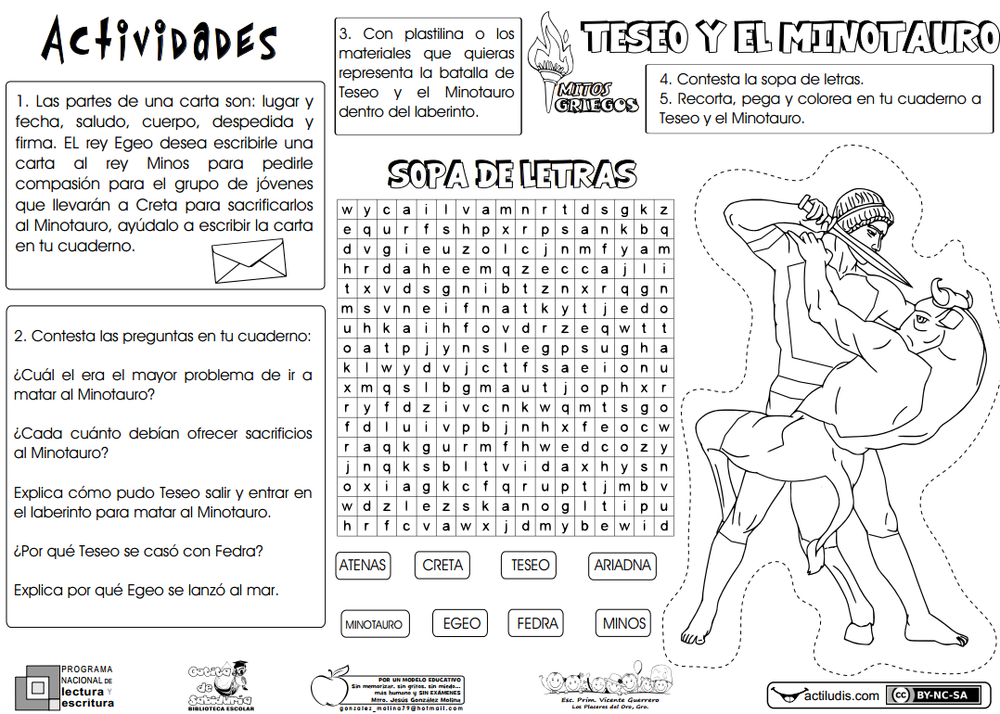 Actividades
1. Las partes de una carta son: lugar y
fecha, saludo, cuerpo, despedida y
firma. EL rey Egeo desea escribirle una
carta al rey Minos para pedirle
compasión para el grupo de jóvenes
que llevarán a Creta para sacrificarlos
al Minotauro, ayúdalo a escribir la carta
en tu cuaderno.
2. Contesta las preguntas en tu cuaderno:
¿Cuál el era el mayor problema de ir a
matar al Minotauro?
¿Cada cuánto debían ofrecer sacrificios
al Minotauro?
Explica cómo pudo Teseo salir y entrar en
el laberinto para matar al Minotauro.
¿Por qué Teseo se casó con Fedra?
Explica por qué Egeo se lanzó al mar.
3. Con plastilina o los
materiales que quieras
representa la batalla de
Teseo y el Minotauro
dentro del laberinto.
MITOS
GRIEGOS
TESEO Y EL MINOTAURO
4. Contesta la sopa de letras.
5. Recorta, pega y colorea en tu cuaderno a
Teseo y el Minotauro.
SOPA DE LETRAS
w y c a i l v a m n r t d s g k z
e q u r f s h p x r p s a n k b q
d v g i e u z o l c j n m f y a m
h r d a h e e m q z e c c a j l i
t x v d s g n i b t z n x r q g n
m s v n e i f n a t k y t j e d o
u h k a i h f o v d r z e q w t t
o a t p j y n s l e g p s u g h a
k l w y d v j c t f s a e i o n u
x m q s l b g m a u t j o p h x r
r y f d z i v c n k w q m t s g o
f d l u i v p b j n h x f e o c w
r a q k g u r m f h w e d c o z y
j n q k s b l t v i d a x h y s n
o x i a g k c f q r u p t j m b v
w d z l e z s k a n o g l t i p u
h r f c v a w x j d m y b e w i d
ATENAS CRETA TESEO ARIADNA
MINOTAURO EGEO FEDRA MINOS
PROGRAMA
NACIONAL DE
lectura Y
escritura
Gotita
de
Sabiduría
BIBLIOTECA ESCOLAR
POR UN MODELO EDUCATIVO
Sin memorizar, sin gritos, sin miedo...
más humano y SIN EXÁMENES
Mtro. Jesús González Molina
gonzalez_molina79@hotmail.com
Esc. Prim. Vicente Guerrero
Los Placeres del Oro, Gro.
actiludis.com
cc BY-NC-SA